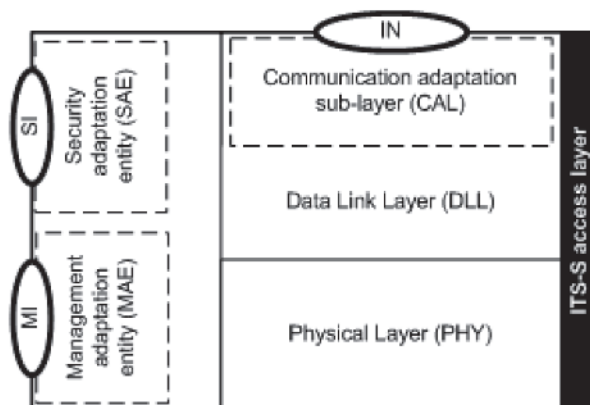 IN
Communication adaptation
sub-layer (CAL)
SI
Security
adaptation
entity (SAE)
Data Link Layer (DLL)
MI
Management
adaptation
entity (MAE)
Physical Layer (PHY)
ITS-S access layer